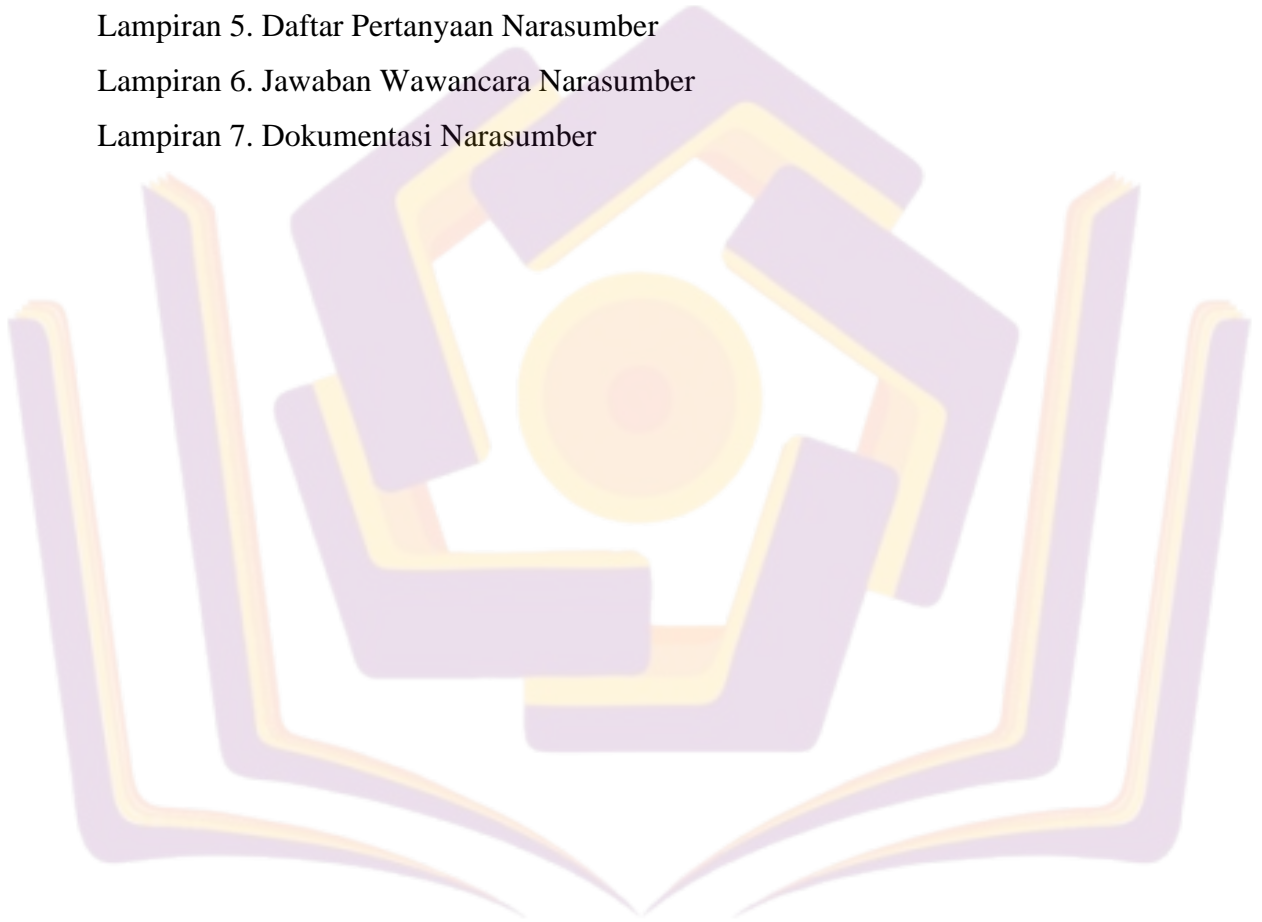 Lampiran 5. Daftar Pertanyaan Narasumber
Lampiran 6. Jawaban Wawancara Narasumber
Lampiran 7. Dokumentasi Narasumber